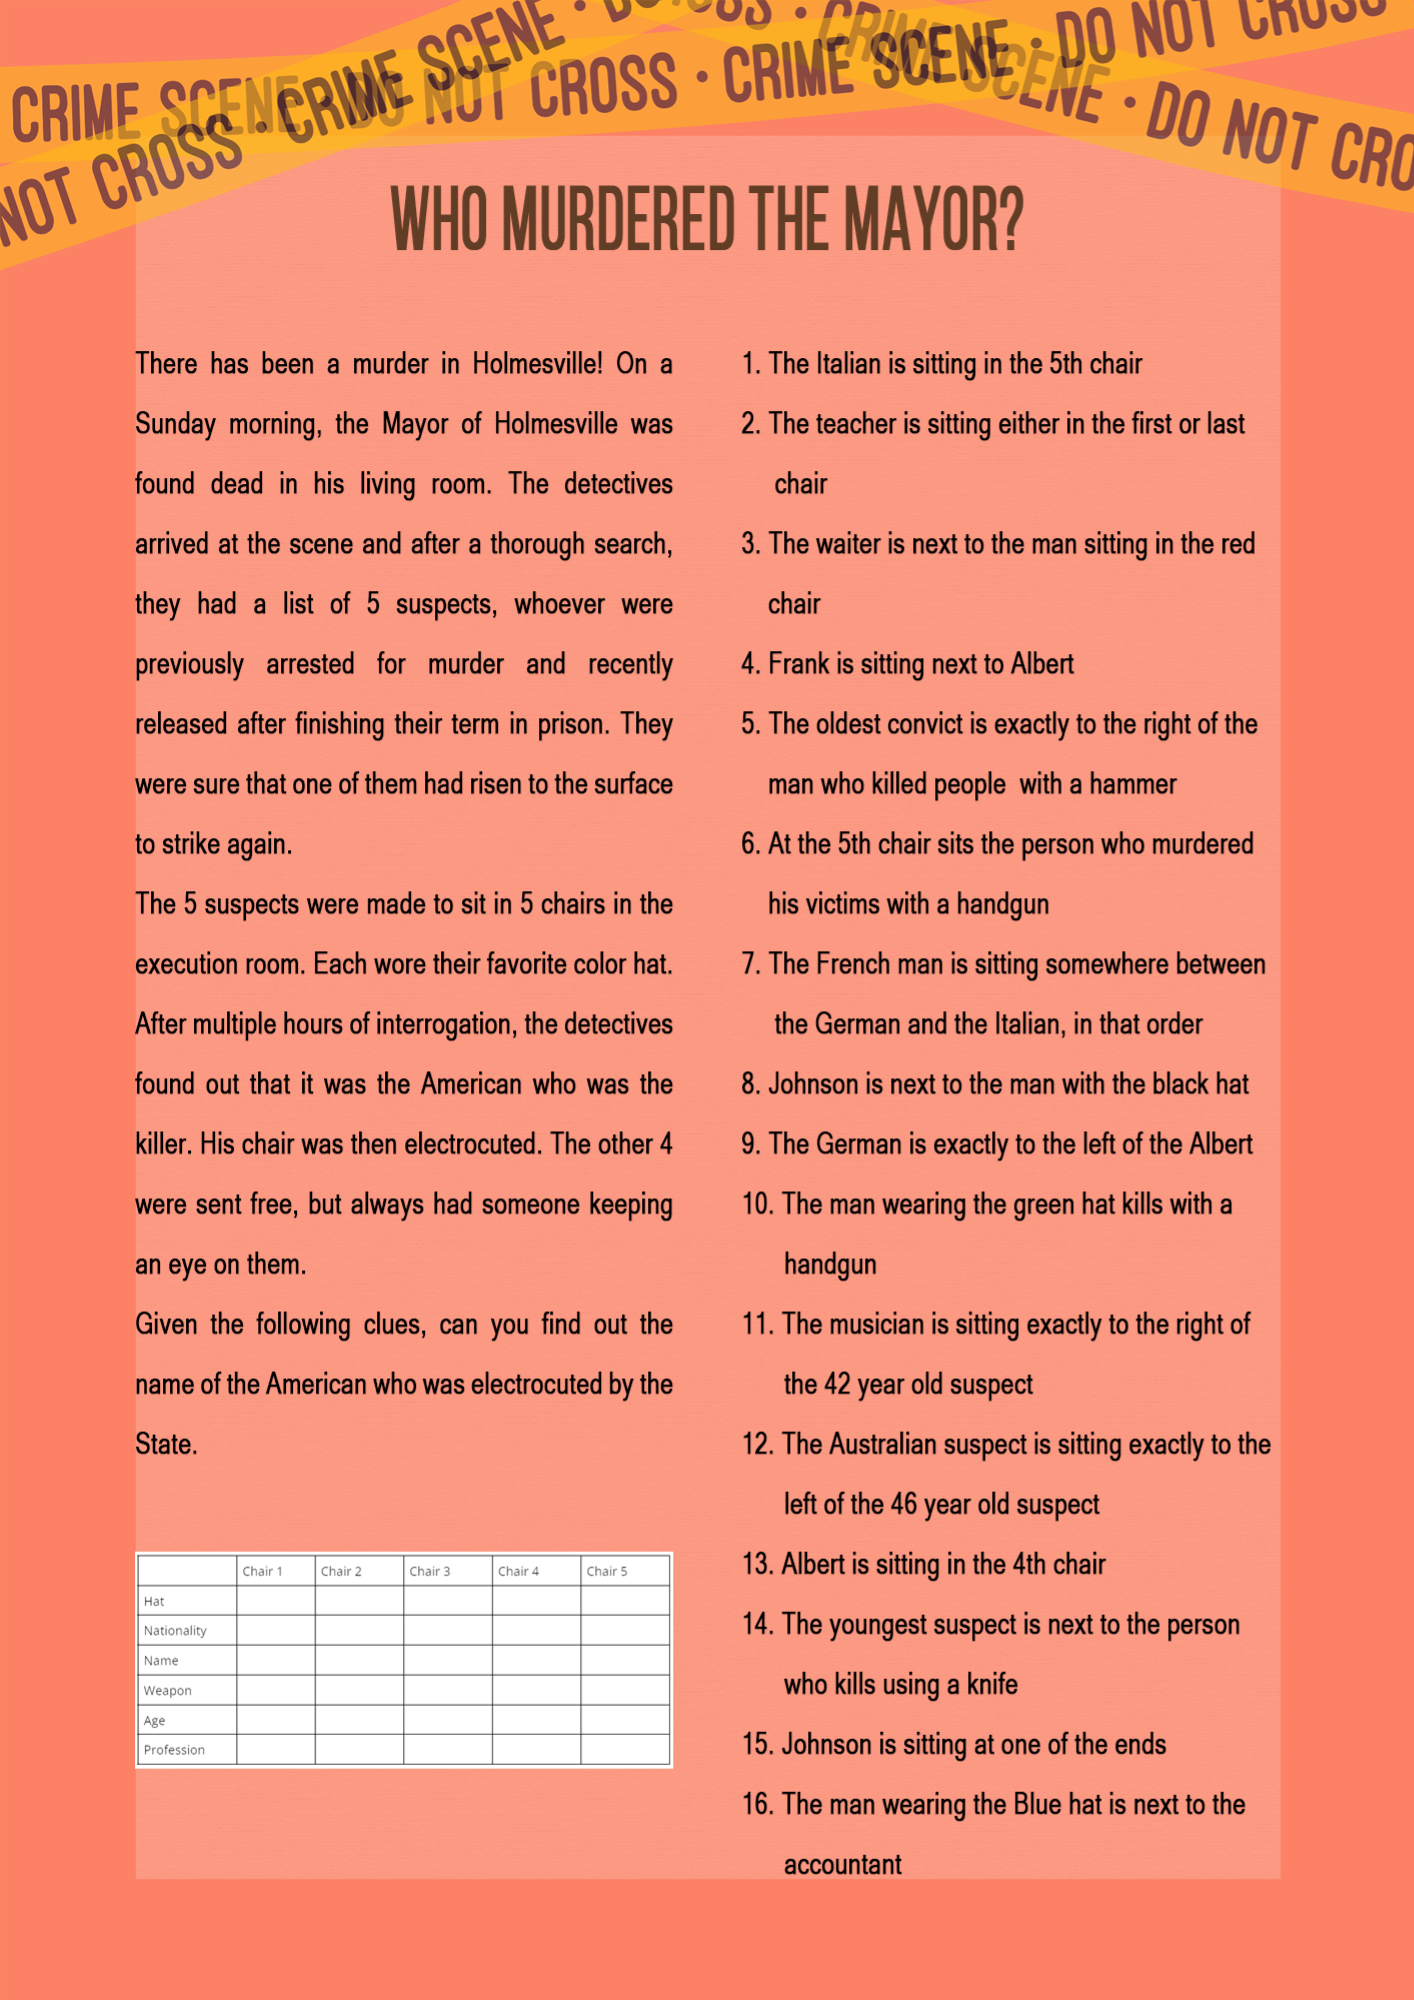 CRIME SCENE · DO NOT CROSS · CRIME SCENE · DO NOT CROSS
NOT CROSS · CRIME SCENE ·
CRIME SCENE · DO NOT CRO
WHO MURDERED THE MAYOR?
There has been a murder in Holmesville! On a
Sunday morning, the Mayor of Holmesville was
found dead in his living room. The detectives
arrived at the scene and after a thorough search,
they had a list of 5 suspects, whoever were
previously arrested for murder and recently
released after finishing their term in prison. They
were sure that one of them had risen to the surface
to strike again.
The 5 suspects were made to sit in 5 chairs in the
execution room. Each wore their favorite color hat.
After multiple hours of interrogation, the detectives
found out that it was the American who was the
killer. His chair was then electrocuted. The other 4
were sent free, but always had someone keeping
an eye on them.
Given the following clues, can you find out the
name of the American who was electrocuted by the
State.
Chair 1 Chair 2 Chair 3 Chair 4 Chair 5
Hat
Nationality
Name
Weapon
Age
Profession
1. The Italian is sitting in the 5th chair
2. The teacher is sitting either in the first or last
chair
3. The waiter is next to the man sitting in the red
chair
4. Frank is sitting next to Albert
5. The oldest convict is exactly to the right of the
man who killed people with a hammer
6. At the 5th chair sits the person who murdered
his victims with a handgun
7. The French man is sitting somewhere between
the German and the Italian, in that order
8. Johnson is next to the man with the black hat
9. The German is exactly to the left of the Albert
10. The man wearing the green hat kills with a
handgun
11. The musician is sitting exactly to the right of
the 42 year old suspect
12. The Australian suspect is sitting exactly to the
left of the 46 year old suspect
13. Albert is sitting in the 4th chair
14. The youngest suspect is next to the person
who kills using a knife
15. Johnson is sitting at one of the ends
16. The man wearing the Blue hat is next to the
accountant